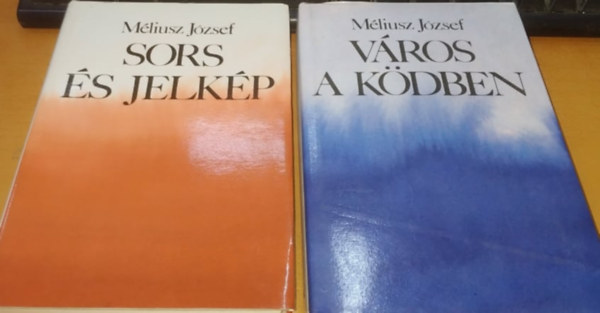 Méliusz József
SORS
ÉS JELKÉP
Méliusz József
VÁROS
A KÖDBEN